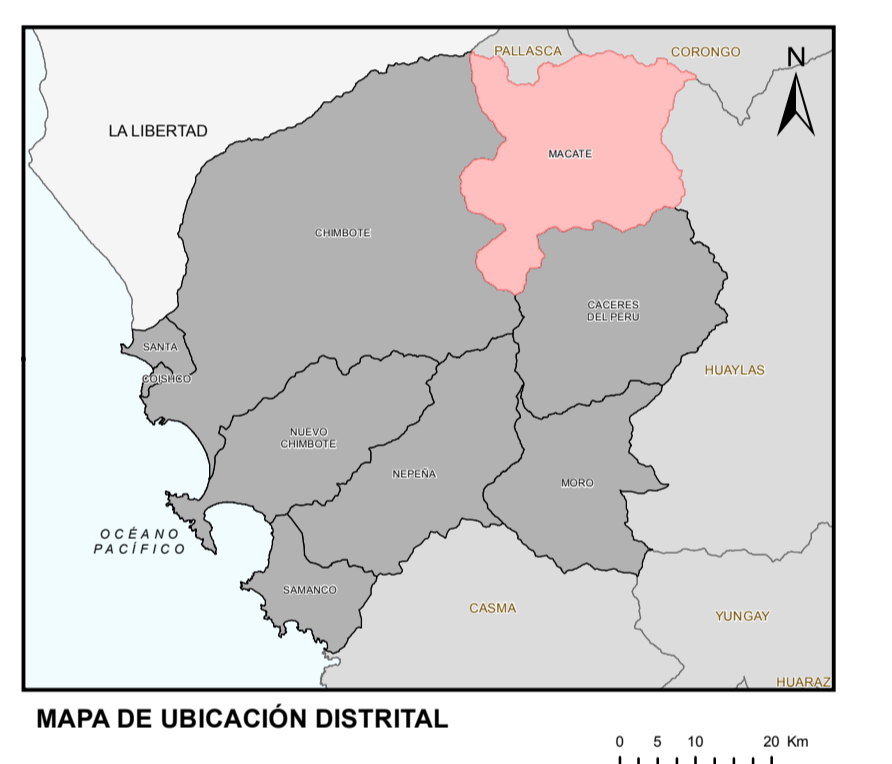 PALLASCA
CORONGO
N
LA LIBERTAD
MACATE
CHIMBOTE
CACERES
DEL PERU
SANTA
COISHCO
HUAYLAS
NUEVO
CHIMBOTE
NEPEÑA
MORO
OCÉANO
PACÍFICO
SAMANCO
CASMA
YUNGAY
HUARAZ
MAPA DE UBICACIÓN DISTRITAL
0 5 10 20 Km